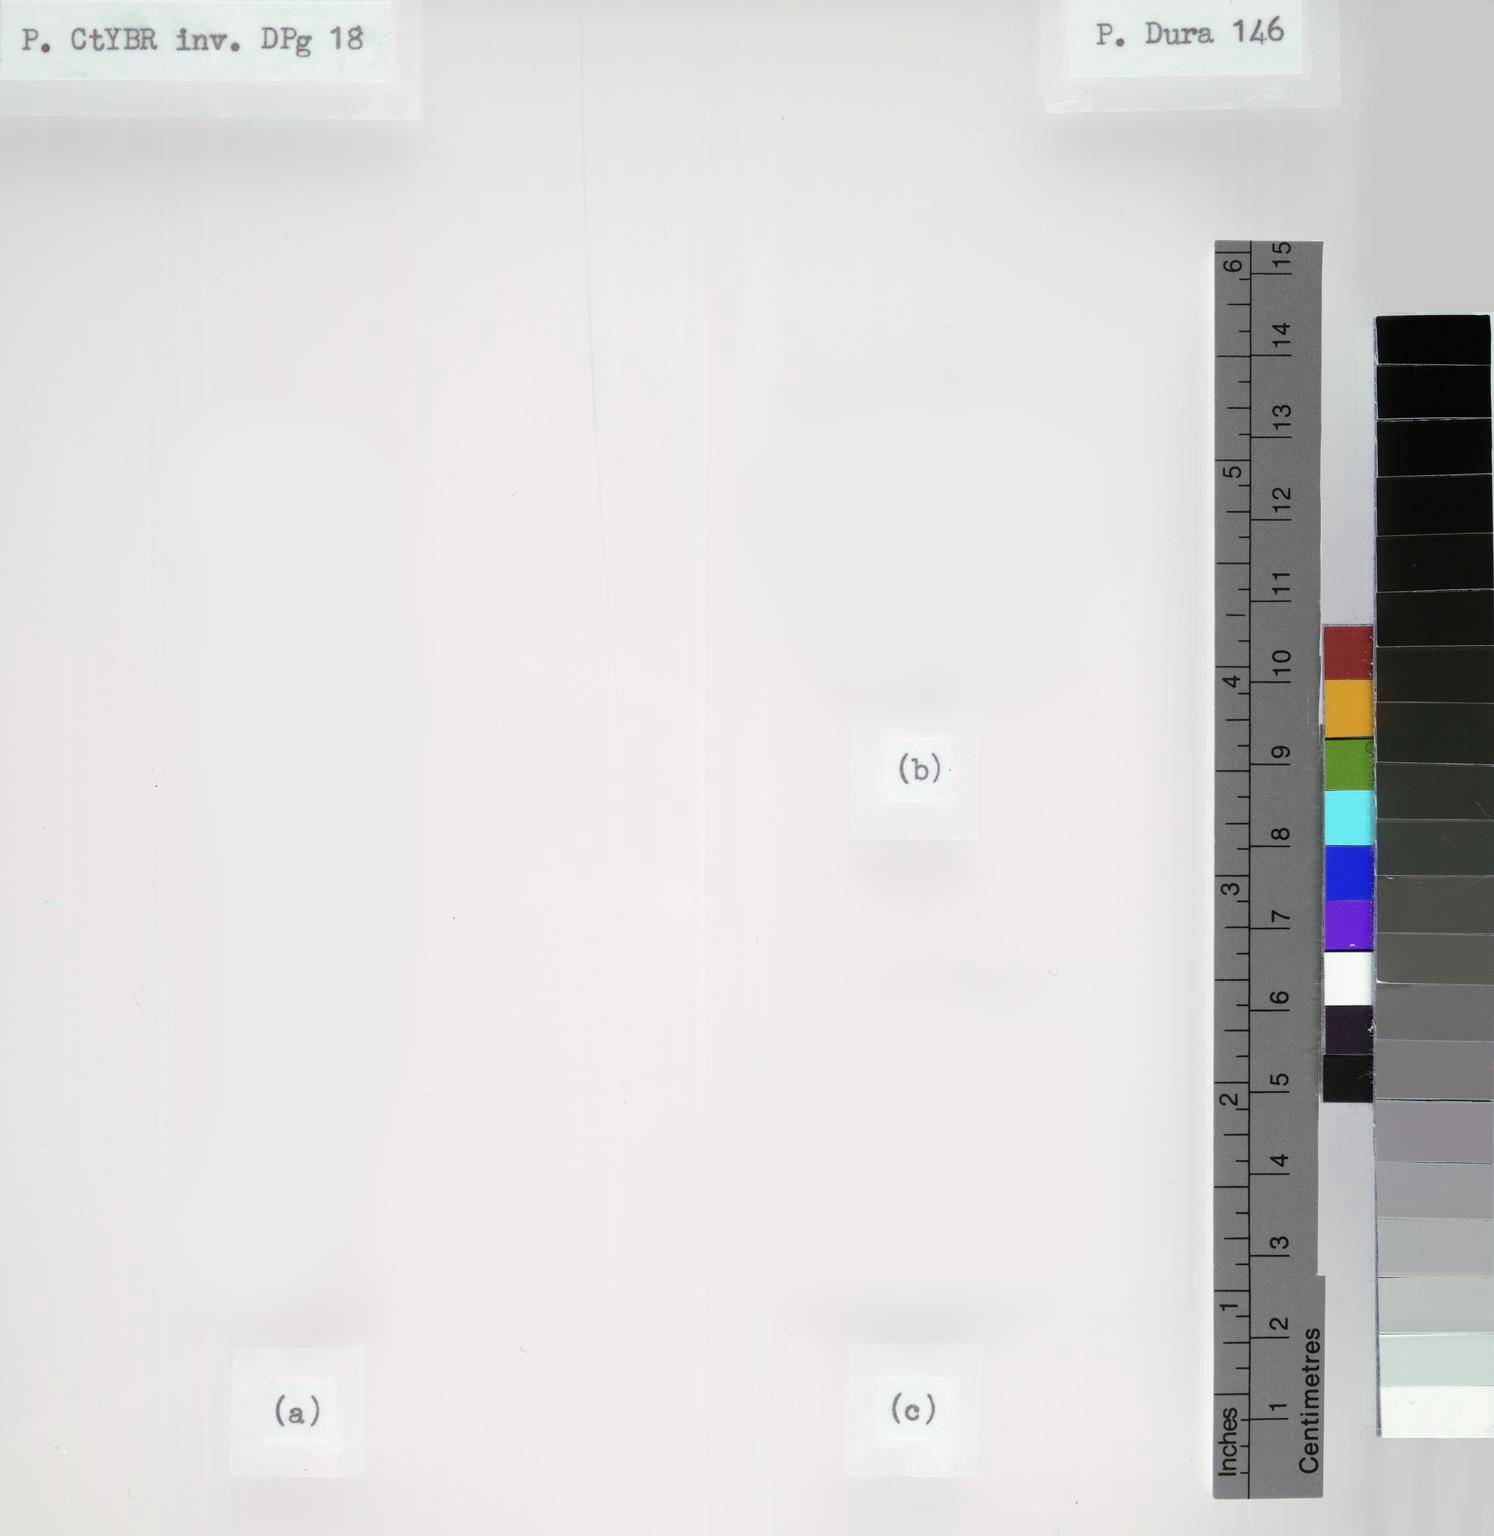 P. CtYBR inv. DPg 18
P. Dura 146
(b)
(a)
(c)
Inches 1 2 3 4 5 6
Centimetres 1 2 3 4 5 6 7 8 9 10 11 12 13 14 15